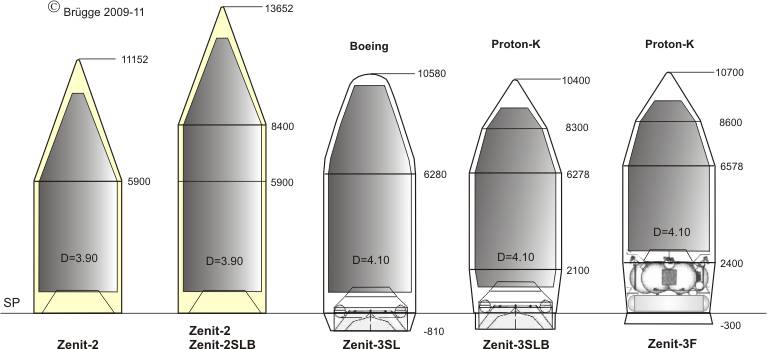 © Brügge 2009-11
13652
11152
Boeing
Proton-K
Proton-K
10580
10400
10700
8400
8300
8600
5900
5900
6280
6278
6578
D=3.90
D=3.90
D=4.10
D=4.10
D=4.10
2100
2400
SP
-810
-300
Zenit-2
Zenit-2
Zenit-2SLB
Zenit-3SL
Zenit-3SLB
Zenit-3F